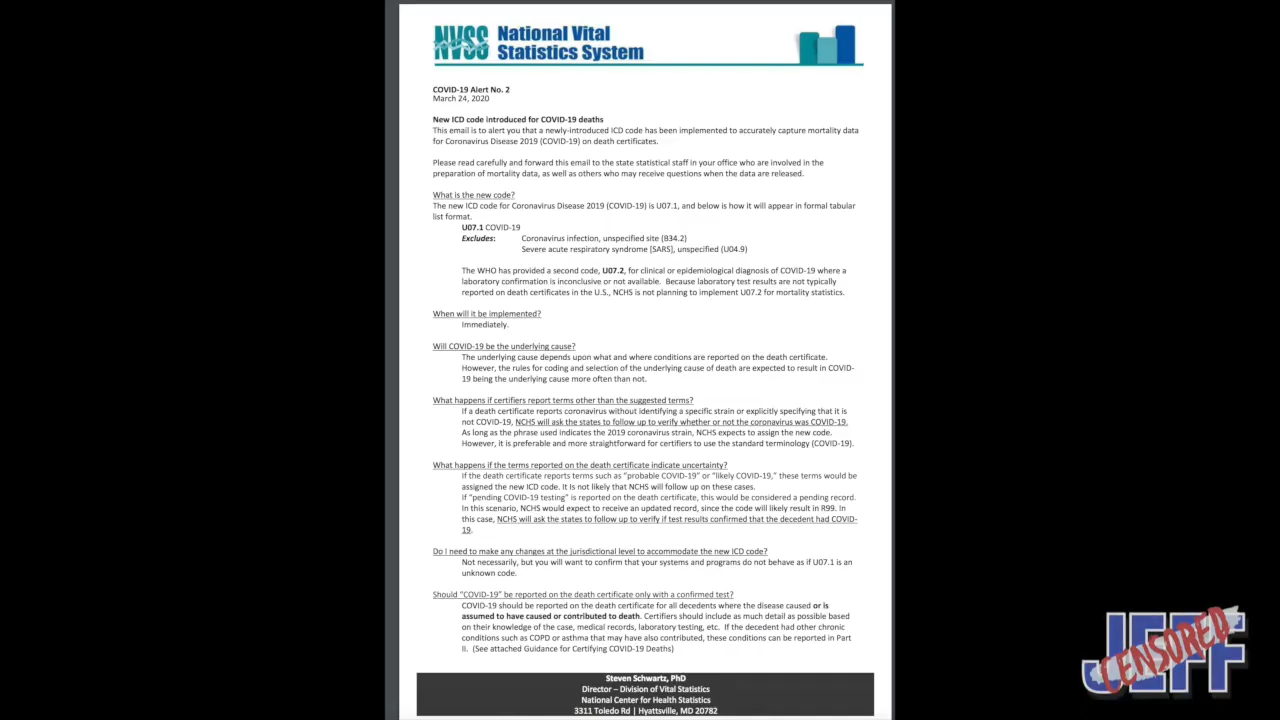 NVSS National Vital
Statistics System
COVID-19 Alert No. 2
March 24, 2020
New ICD code introduced for COVID-19 deaths
This email is to alert you that a newly-introduced ICD code has been implemented to accurately capture mortality data
for Coronavirus Disease 2019 (COVID-19) on death certificates.
Please read carefully and forward this email to the state statistical staff in your office who are involved in the
preparation of mortality data, as well as others who may receive questions when the data are released.
What is the new code?
The new ICD code for Coronavirus Disease 2019 (COVID-19) is U07.1, and below is how it will appear in formal tabular
list format.
U07.1 COVID-19
Excludes: Coronavirus infection, unspecified site (B34.2)
Severe acute respiratory syndrome [SARS], unspecified (U04.9)
The WHO has provided a second code, U07.2, for clinical or epidemiological diagnosis of COVID-19 where a
laboratory confirmation is inconclusive or not available. Because laboratory test results are not typically
reported on death certificates in the U.S., NCHS is not planning to implement U07.2 for mortality statistics.
When will it be implemented?
Immediately.
Will COVID-19 be the underlying cause?
The underlying cause depends upon what and where conditions are reported on the death certificate.
However, the rules for coding and selection of the underlying cause of death are expected to result in COVID-
19 being the underlying cause more often than not.
What happens if certifiers report terms other than the suggested terms?
If a death certificate reports coronavirus without identifying a specific strain or explicitly specifying that it is
not COVID-19, NCHS will ask the states to follow up to verify whether or not the coronavirus was COVID-19.
As long as the phrase used indicates the 2019 coronavirus strain, NCHS expects to assign the new code.
However, it is preferable and more straightforward for certifiers to use the standard terminology (COVID-19).
What happens if the terms reported on the death certificate indicate uncertainty?
If the death certificate reports terms such as "probable COVID-19" or "likely COVID-19," these terms would be
assigned the new ICD code. It Is not likely that NCHS will follow up on these cases.
If "pending COVID-19 testing" is reported on the death certificate, this would be considered a pending record.
In this scenario, NCHS would expect to receive an updated record, since the code will likely result in R99. In
this case, NCHS will ask the states to follow up to verify if test results confirmed that the decedent had COVID-
19.
Do I need to make any changes at the jurisdictional level to accommodate the new ICD code?
Not necessarily, but you will want to confirm that your systems and programs do not behave as if U07.1 is an
unknown code.
Should "COVID-19" be reported on the death certificate only with a confirmed test?
COVID-19 should be reported on the death certificate for all decedents where the disease caused or is
assumed to have caused or contributed to death. Certifiers should include as much detail as possible based
on their knowledge of the case, medical records, laboratory testing, etc. If the decedent had other chronic
conditions such as COPD or asthma that may have also contributed, these conditions can be reported in Part
II. (See attached Guidance for Certifying COVID-19 Deaths)
Steven Schwartz, PhD
Director – Division of Vital Statistics
National Center for Health Statistics
3311 Toledo Rd | Hyattsville, MD 20782
JEFF
CENSORED